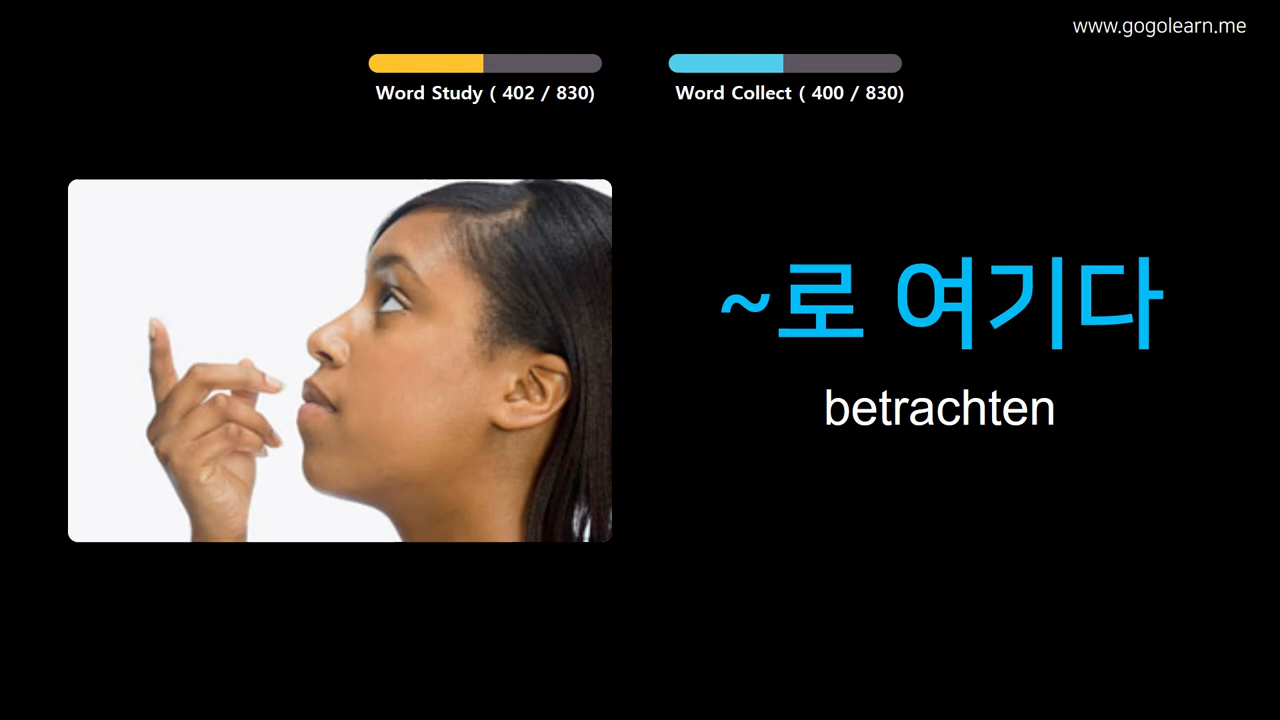 www.gogolearn.me
Word Study ( 402 / 830)
Word Collect ( 400 / 830)
~로 여기다
betrachten